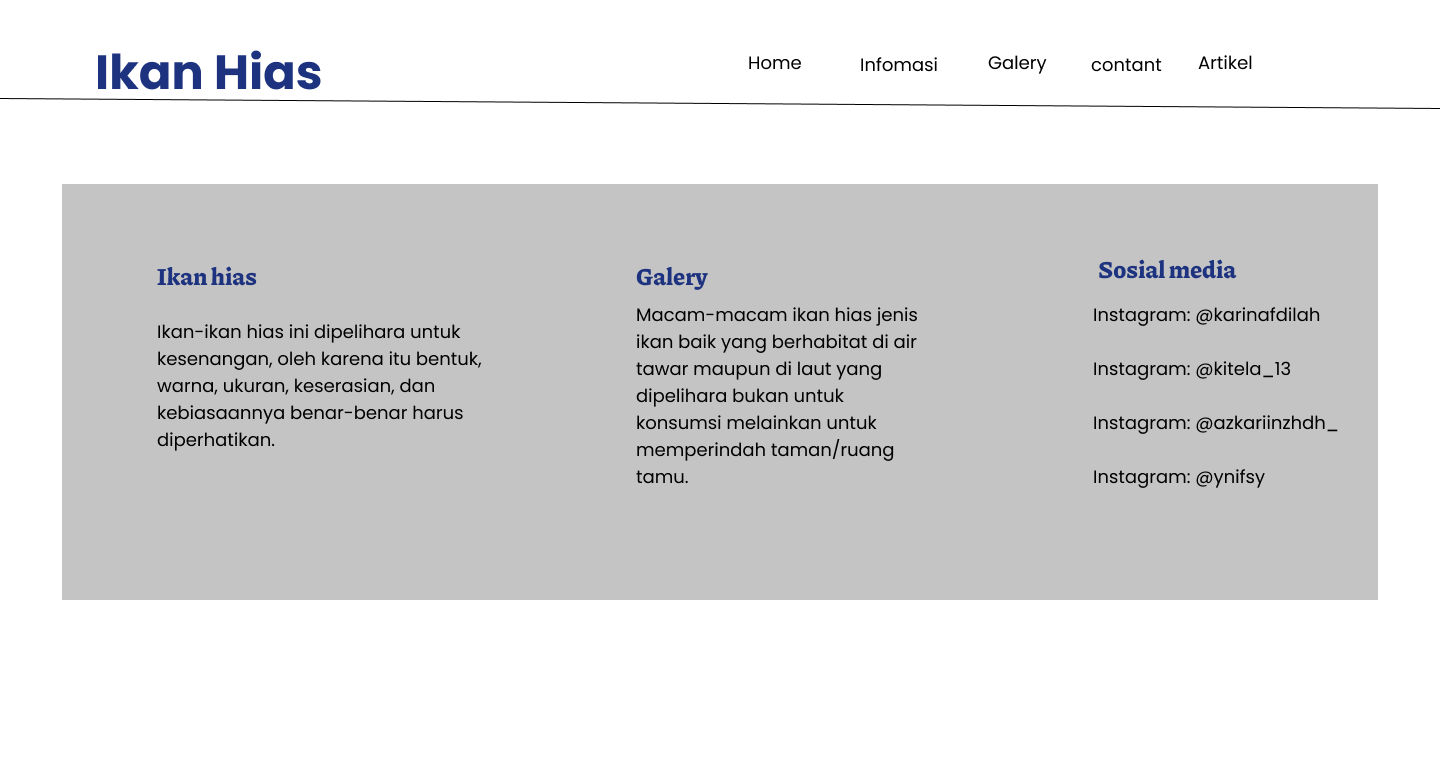 Ikan Hias
Home
Infomasi
Galery
contant
Artikel
Ikan hias
Ikan-ikan hias ini dipelihara untuk
kesenangan, oleh karena itu bentuk,
warna, ukuran, keserasian, dan
kebiasaannya benar-benar harus
diperhatikan.
Galery
Macam-macam ikan hias jenis
ikan baik yang berhabitat di air
tawar maupun di laut yang
dipelihara bukan untuk
konsumsi melainkan untuk
memperindah taman/ruang
tamu.
Sosial media
Instagram: @karinafdilah
Instagram: @kitela_13
Instagram: @azkariinzhdh_
Instagram: @ynifsy